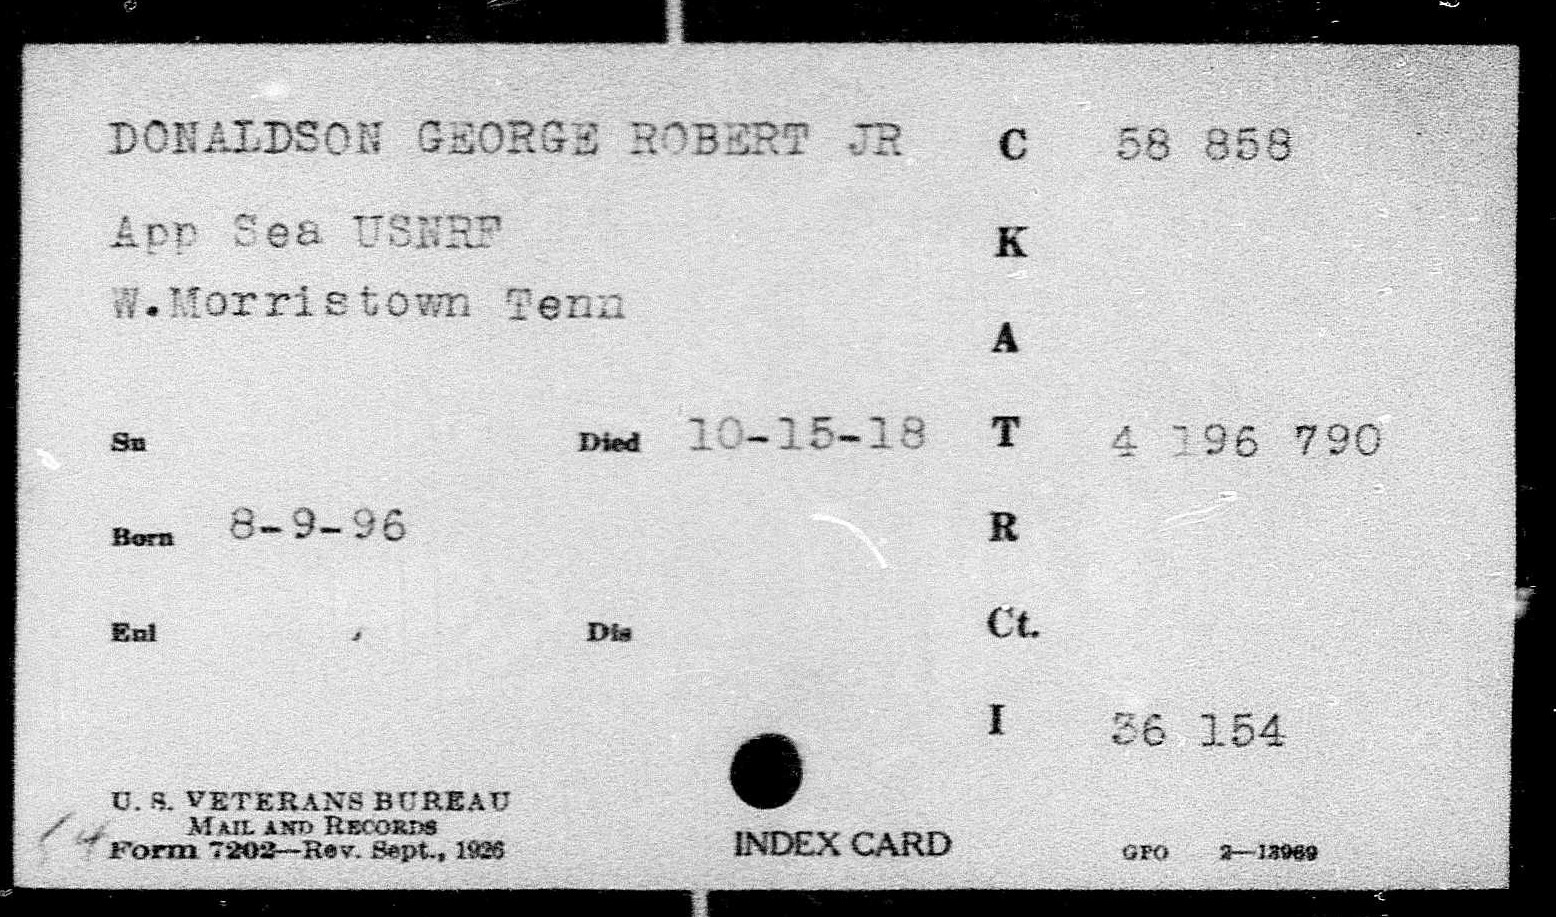 DONALDSON GEORGE ROBERT JR C 58 858
App Sea USNRF K
W.Morristown Tenn
A
Sn Died 10-15-18 T 4 196 790
Born 8-9-96 R
Enl Dis Ct.
I 36 154
U. S. VETERANS BUREAU
MAIL AND RECORDS
Form 7202—Rev. Sept., 1926 INDEX CARD GPO 2—13969